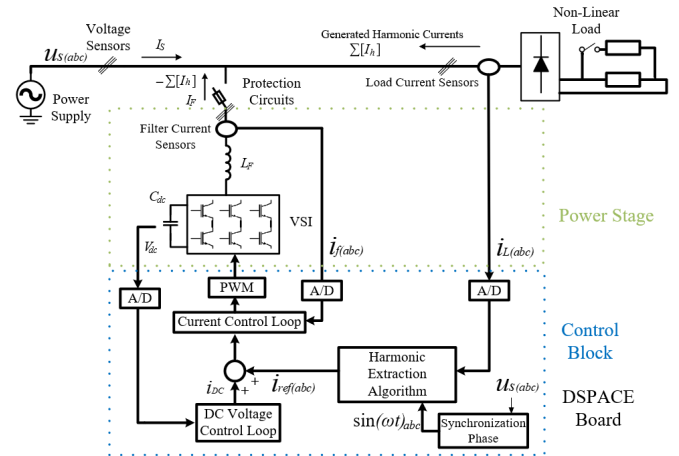 Voltage
Sensors
us(abc)
Is
Generated Harmonic Currents
∑[Ih]
Non-Linear
Load
−∑[Ih]
IF
Protection
Circuits
Load Current Sensors
Power
Supply
Filter Current
Sensors
LF
Cdc
VSI
Vdc
if(abc)
iL(abc)
Power Stage
A/D
PWM
A/D
A/D
Current Control Loop
Control
Block
Harmonic
Extraction
Algorithm
iDC
+
+
iref(abc)
us(abc)
DSPACE
Board
DC Voltage
Control Loop
sin(ωt)abc
Synchronization
Phase